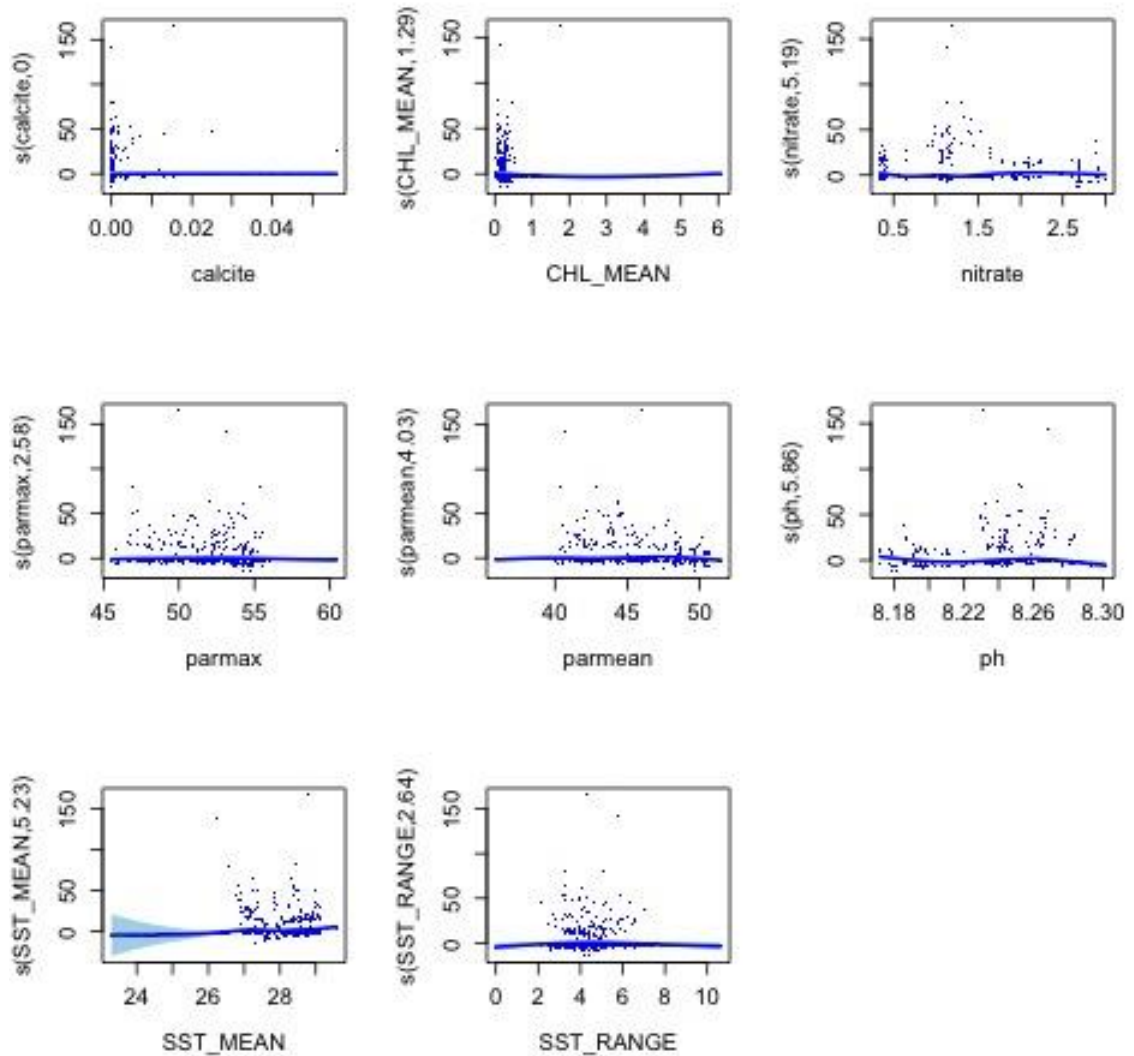 s(calcite,0)
150
50
0
0.00 0.02 0.04
calcite
s(CHL_MEAN,1.29)
150
50
0
0 1 2 3 4 5 6
CHL_MEAN
s(nitrate,5.19)
150
50
0
0.5 1.5 2.5
nitrate
s(parmax,2.58)
150
50
0
45 50 55 60
parmax
s(parmean,4.03)
150
50
0
40 45 50
parmean
s(ph,5.86)
150
50
0
8.18 8.22 8.26 8.30
ph
s(SST_MEAN,5.23)
150
50
0
24 26 28
SST_MEAN
s(SST_RANGE,2.64)
150
50
0
0 2 4 6 8 10
SST_RANGE